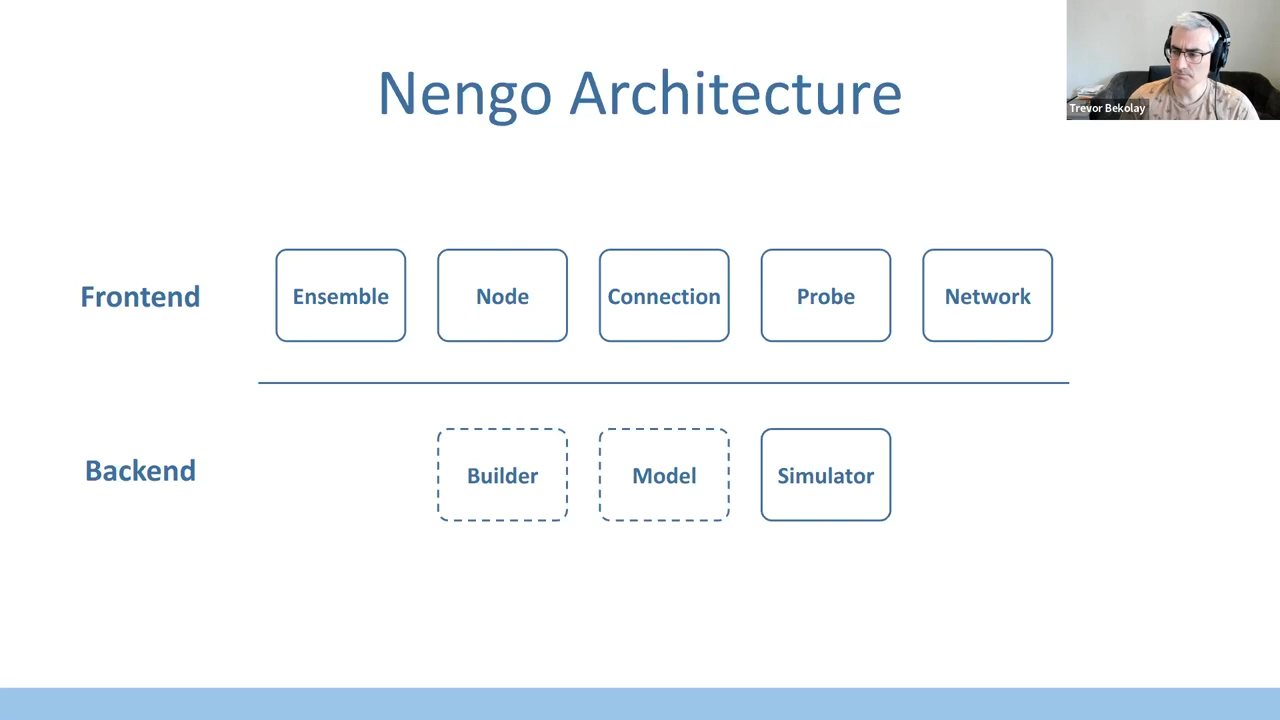 Nengo Architecture
Trevor Bekolay
Frontend
Ensemble
Node
Connection
Probe
Network
Backend
Builder
Model
Simulator